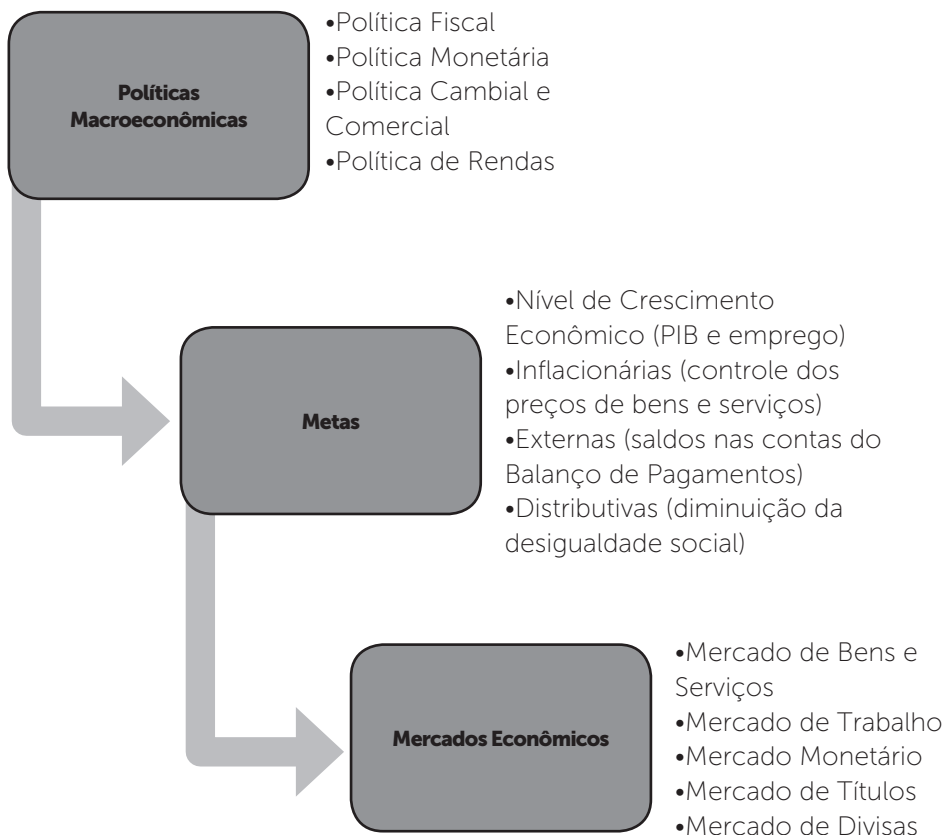 Políticas
Macroeconômicas
•Política Fiscal
•Política Monetária
•Política Cambial e
Comercial
•Política de Rendas
Metas
•Nível de Crescimento
Econômico (PIB e emprego)
•Inflacionárias (controle dos
preços de bens e serviços)
•Externas (saldos nas contas do
Balanço de Pagamentos)
•Distributivas (diminuição da
desigualdade social)
Mercados Econômicos
•Mercado de Bens e
Serviços
•Mercado de Trabalho
•Mercado Monetário
•Mercado de Títulos
•Mercado de Divisas